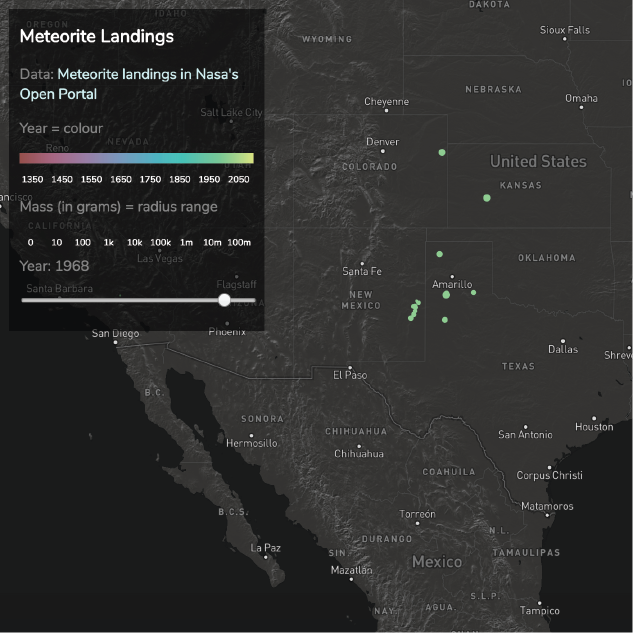 OREGON
IDAHO
DAKOTA
Meteorite Landings
WYOMING
Sioux Falls
Data: Meteorite landings in Nasa's
Open Portal
NEBRASKA
Cheyenne
Omaha
Salt Lake City
Year = colour
NEVADA
Reno
Denver
COLORADO
United States
UTAH
KANSAS
1350 1450 1550 1650 1750 1850 1950 2050
ancisco
Mass (in grams) = radius range
CALIFORNIA
0 10 100 1k 10k 100k 1m 10m 100m
Las Vegas
OKLAHOMA
Year: 1968
Santa Fe
Flagstaff
Santa Barbara
Amarillo
NEW
MEXICO
San Diego
Phoenix
Dallas
Shreve
TEXAS
El Paso
B.C.
SONORA
Houston
CHIHUAHUA
San Antonio
Hermosillo
Chihuahua
COAHUILA
Corpus Christi
Matamoros
B.C.S.
Torreón
N.L.
DURANGO
La Paz
SIN.
TAMAULIPAS
Mexico
Mazatlán
S.L.P.
NAY.
AGUA.
Tampico